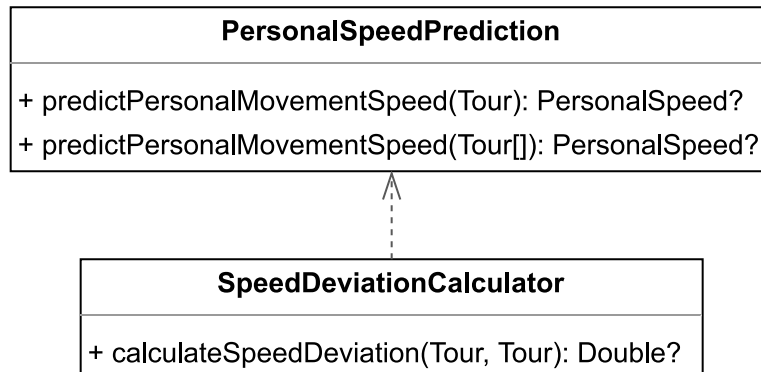 PersonalSpeedPrediction
+ predictPersonalMovementSpeed(Tour): PersonalSpeed?
+ predictPersonalMovementSpeed(Tour[]): PersonalSpeed?
SpeedDeviationCalculator
+ calculateSpeedDeviation(Tour, Tour): Double?